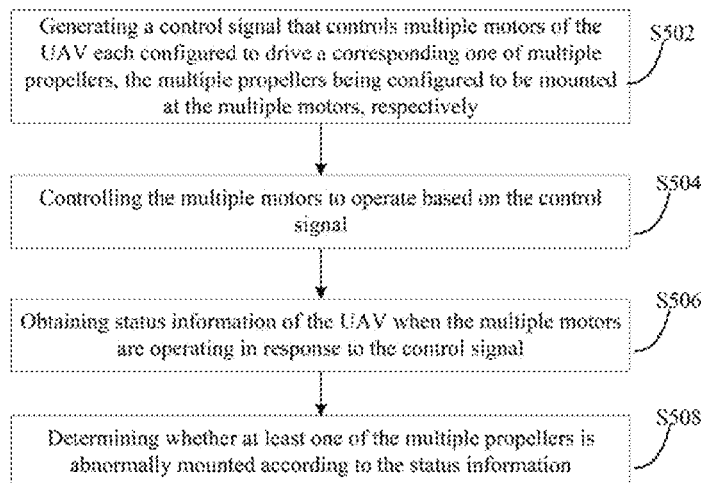 Generating a control signal that controls multiple motors of the
UAV each configured to drive a corresponding one of multiple
propellers, the multiple propellers being configured to be mounted
at the multiple motors, respectively
S502
Controlling the multiple motors to operate based on the control
signal
S504
Obtaining status information of the UAV when the multiple motors
are operating in response to the control signal
S506
Determining whether at least one of the multiple propellers is
abnormally mounted according to the status information
S508